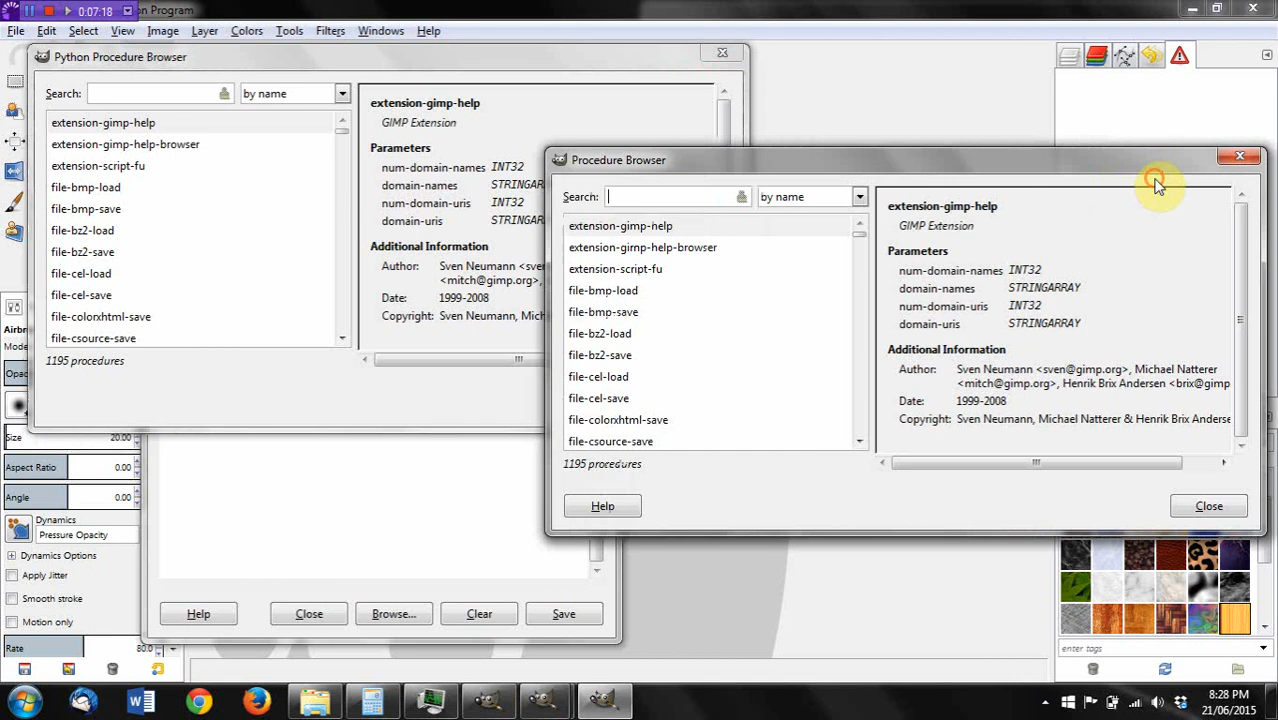 00:07:18
on Program
File Edit Select View Image Layer Colors Tools Filters Windows Help
Python Procedure Browser
Search: by name
extension-gimp-help
extension-gimp-help-browser
extension-script-fu
file-bmp-load
file-bmp-save
file-bz2-load
file-bz2-save
file-cel-load
file-cel-save
file-colorxhtml-save
file-csource-save
1195 procedures
extension-gimp-help
GIMP Extension
Parameters
num-domain-names INT32
domain-names STRINGARRAY
num-domain-uris INT32
domain-uris STRINGARRAY
Additional Information
Author: Sven Neumann <sven
<mitch@gimp.org>,
Date: 1999-2008
Copyright: Sven Neumann, Mich
Procedure Browser
Search: by name
extension-gimp-help
extension-gimp-help-browser
extension-script-fu
file-bmp-load
file-bmp-save
file-bz2-load
file-bz2-save
file-cel-load
file-cel-save
file-colorxhtml-save
file-csource-save
1195 procedures
extension-gimp-help
GIMP Extension
Parameters
num-domain-names INT32
domain-names STRINGARRAY
num-domain-uris INT32
domain-uris STRINGARRAY
Additional Information
Author: Sven Neumann <sven@gimp.org>, Michael Natterer
<mitch@gimp.org>, Henrik Brix Andersen <brix@gimp
Date: 1999-2008
Copyright: Sven Neumann, Michael Natterer & Henrik Brix Anderse
Help Close
Airbr
Mode
Opac
Size 20.00
Aspect Ratio 0.00
Angle 0.00
Dynamics
Pressure Opacity
Dynamics Options
Apply Jitter
Smooth stroke
Motion only
Rate 80.0
Help Close Browse... Clear Save
enter tags
8:28 PM
21/06/2015